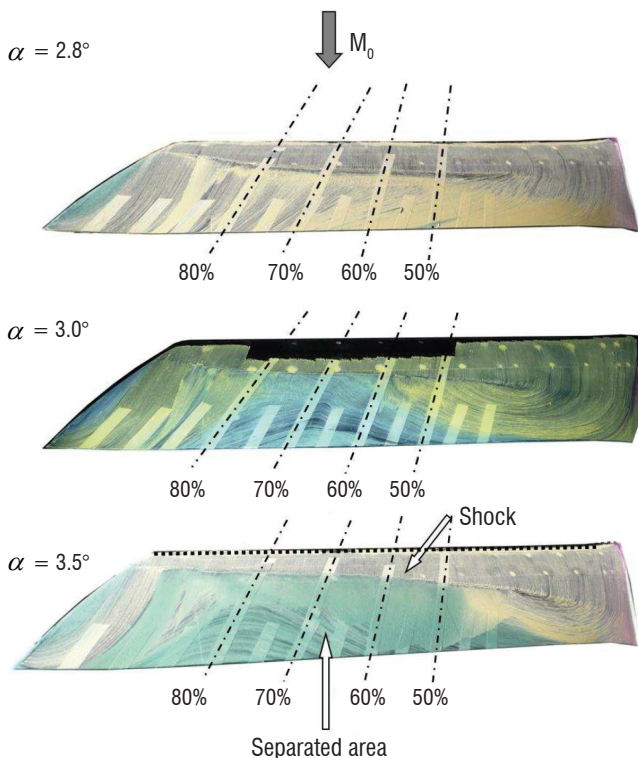 M₀
α = 2.8°
80% 70% 60% 50%
α = 3.0°
80% 70% 60% 50%
Shock
α = 3.5°
80% 70% 60% 50%
Separated area